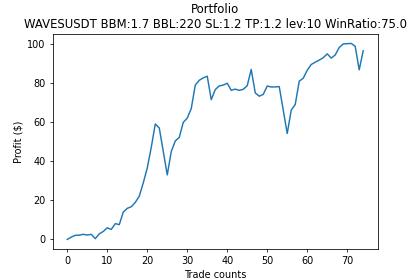 Portfolio
WAVESUSDT BBM:1.7 BBL:220 SL:1.2 TP:1.2 lev:10 WinRatio:75.0
100
80
60
40
20
0
Profit ($)
0 10 20 30 40 50 60 70
Trade counts